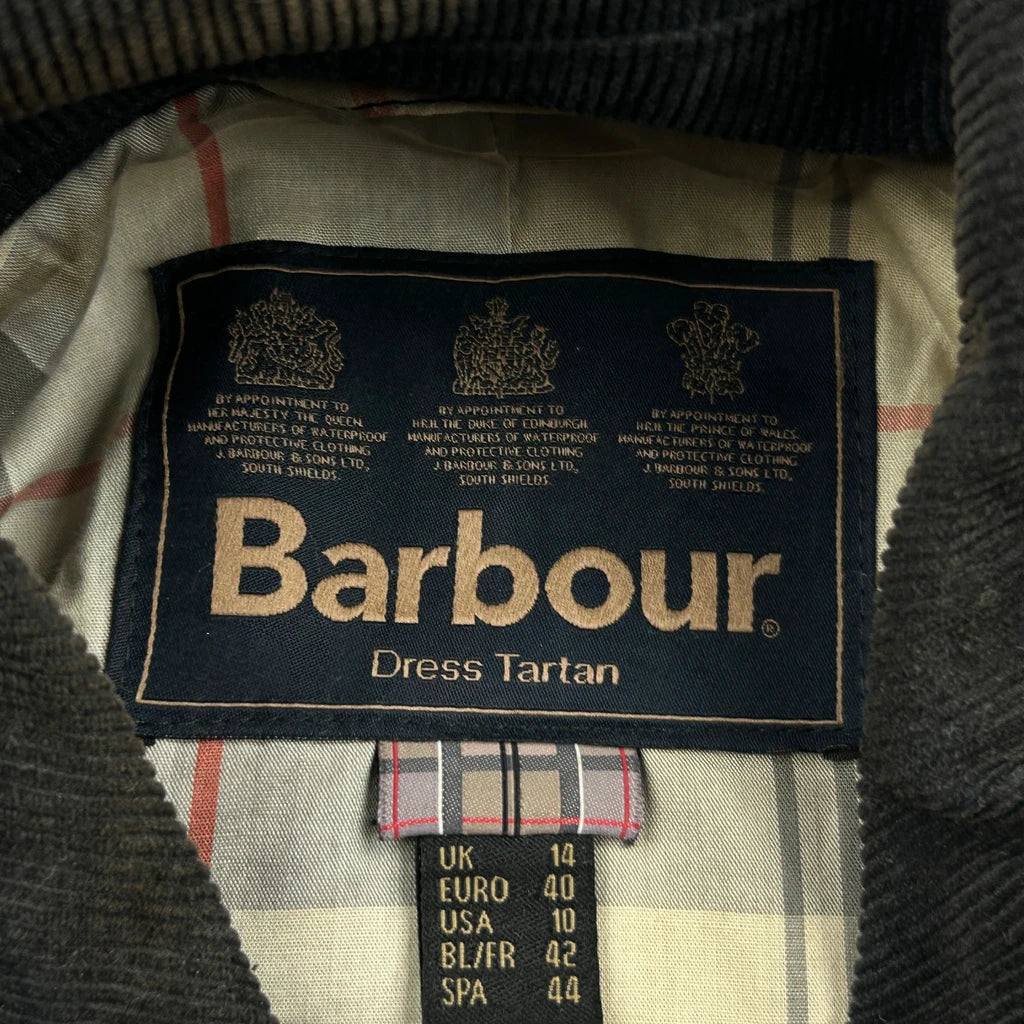 BY APPOINTMENT TO
HER MAJESTY THE QUEEN
MANUFACTURERS OF WATERPROOF
AND PROTECTIVE CLOTHING
J. BARBOUR & SONS LTD.,
SOUTH SHIELDS.
BY APPOINTMENT TO
H.R.H. THE DUKE OF EDINBURGH
MANUFACTURERS OF WATERPROOF
AND PROTECTIVE CLOTHING
J. BARBOUR & SONS LTD.,
SOUTH SHIELDS.
BY APPOINTMENT TO
H.R.H. THE PRINCE OF WALES.
MANUFACTURERS OF WATERPROOF
AND PROTECTIVE CLOTHING
J. BARBOUR & SONS LTD.,
SOUTH SHIELDS.
Barbour®
Dress Tartan
UK 14
EURO 40
USA 10
BL/FR 42
SPA 44